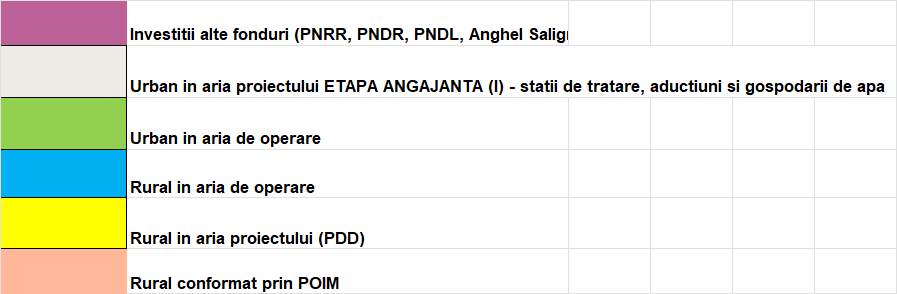 Investitii alte fonduri (PNRR, PNDR, PNDL, Anghel
Urban in aria proiectului ETAPA ANGAJANTA (I) - statii de tratare, aductiuni si gospodarii de apa
Urban in aria de operare
Rural in aria de operare
Rural in aria proiectului (PDD)
Rural conformat prin POIM